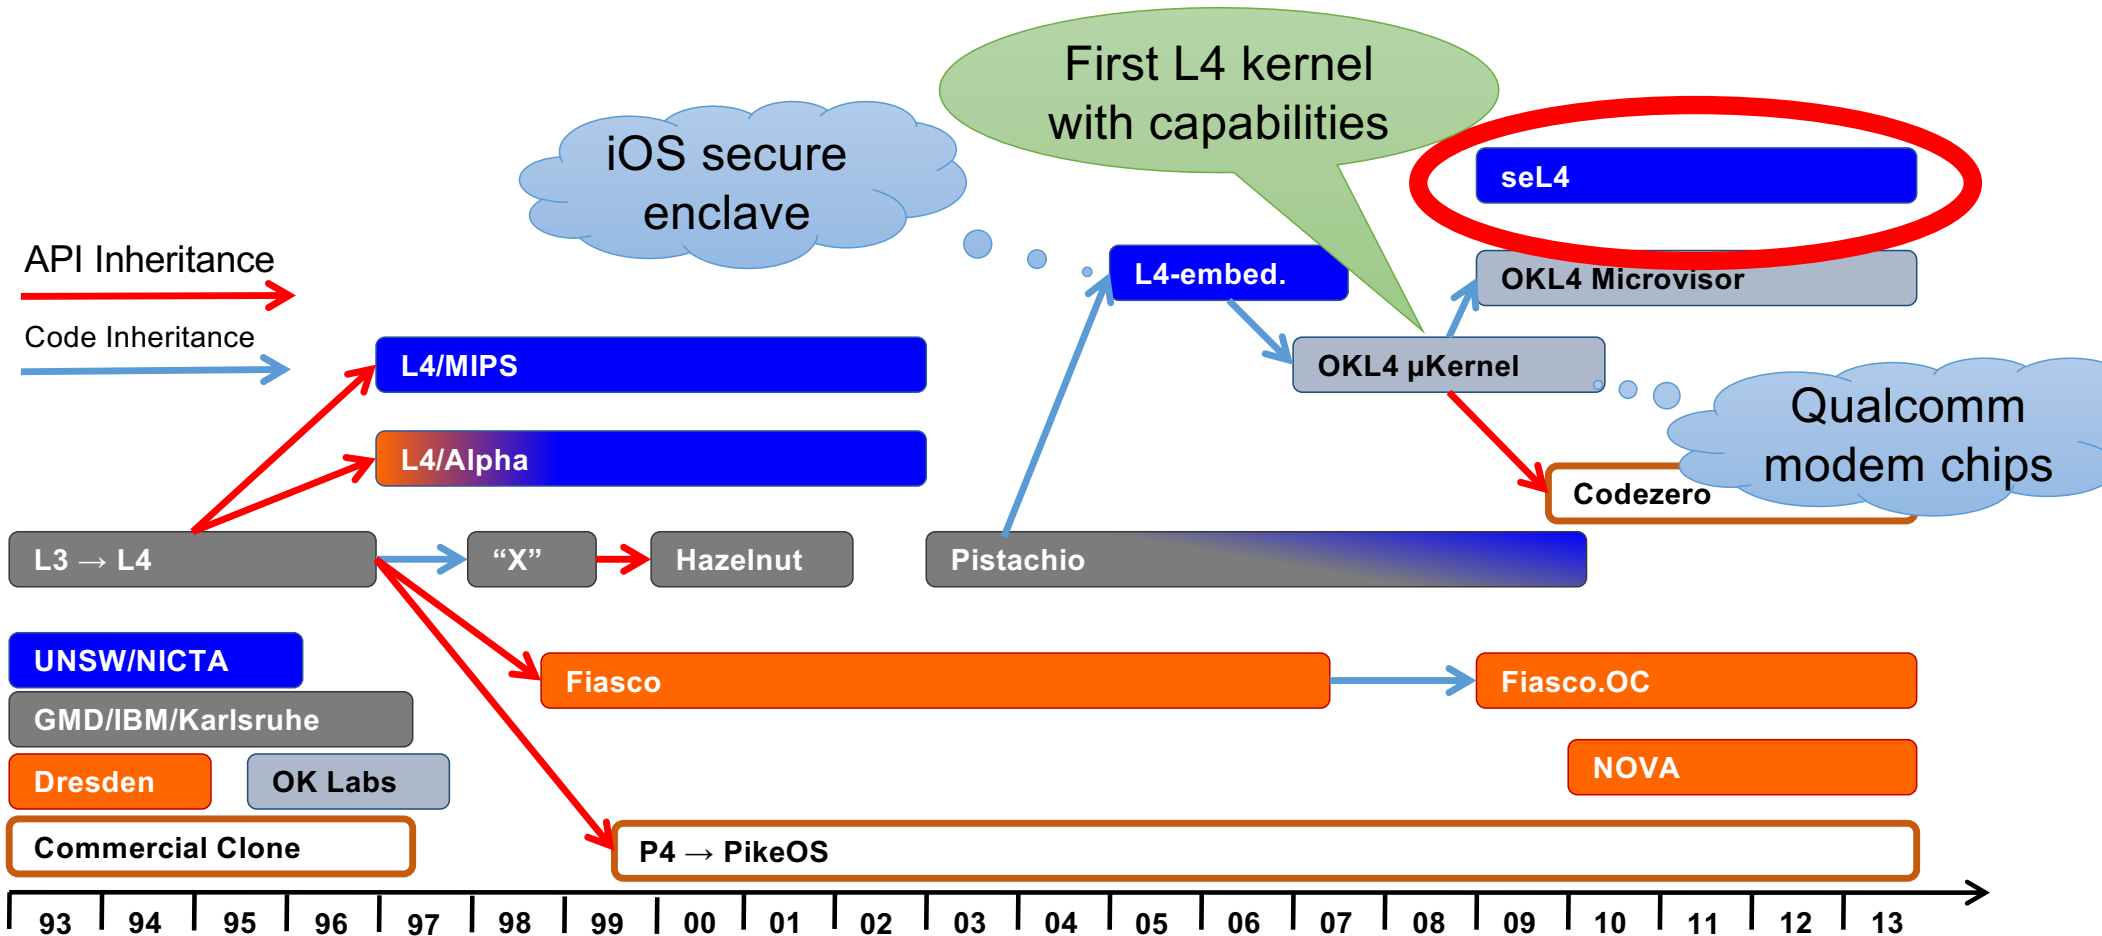 First L4 kernel
with capabilities
iOS secure
enclave
seL4
API Inheritance
L4-embed.
OKL4 Microvisor
Code Inheritance
L4/MIPS
OKL4 µKernel
Qualcomm
modem chips
L4/Alpha
Codezero
L3 → L4
“X”
Hazelnut
Pistachio
UNSW/NICTA
Fiasco
Fiasco.OC
GMD/IBM/Karlsruhe
Dresden
OK Labs
NOVA
Commercial Clone
P4 → PikeOS
93 94 95 96 97 98 99 00 01 02 03 04 05 06 07 08 09 10 11 12 13